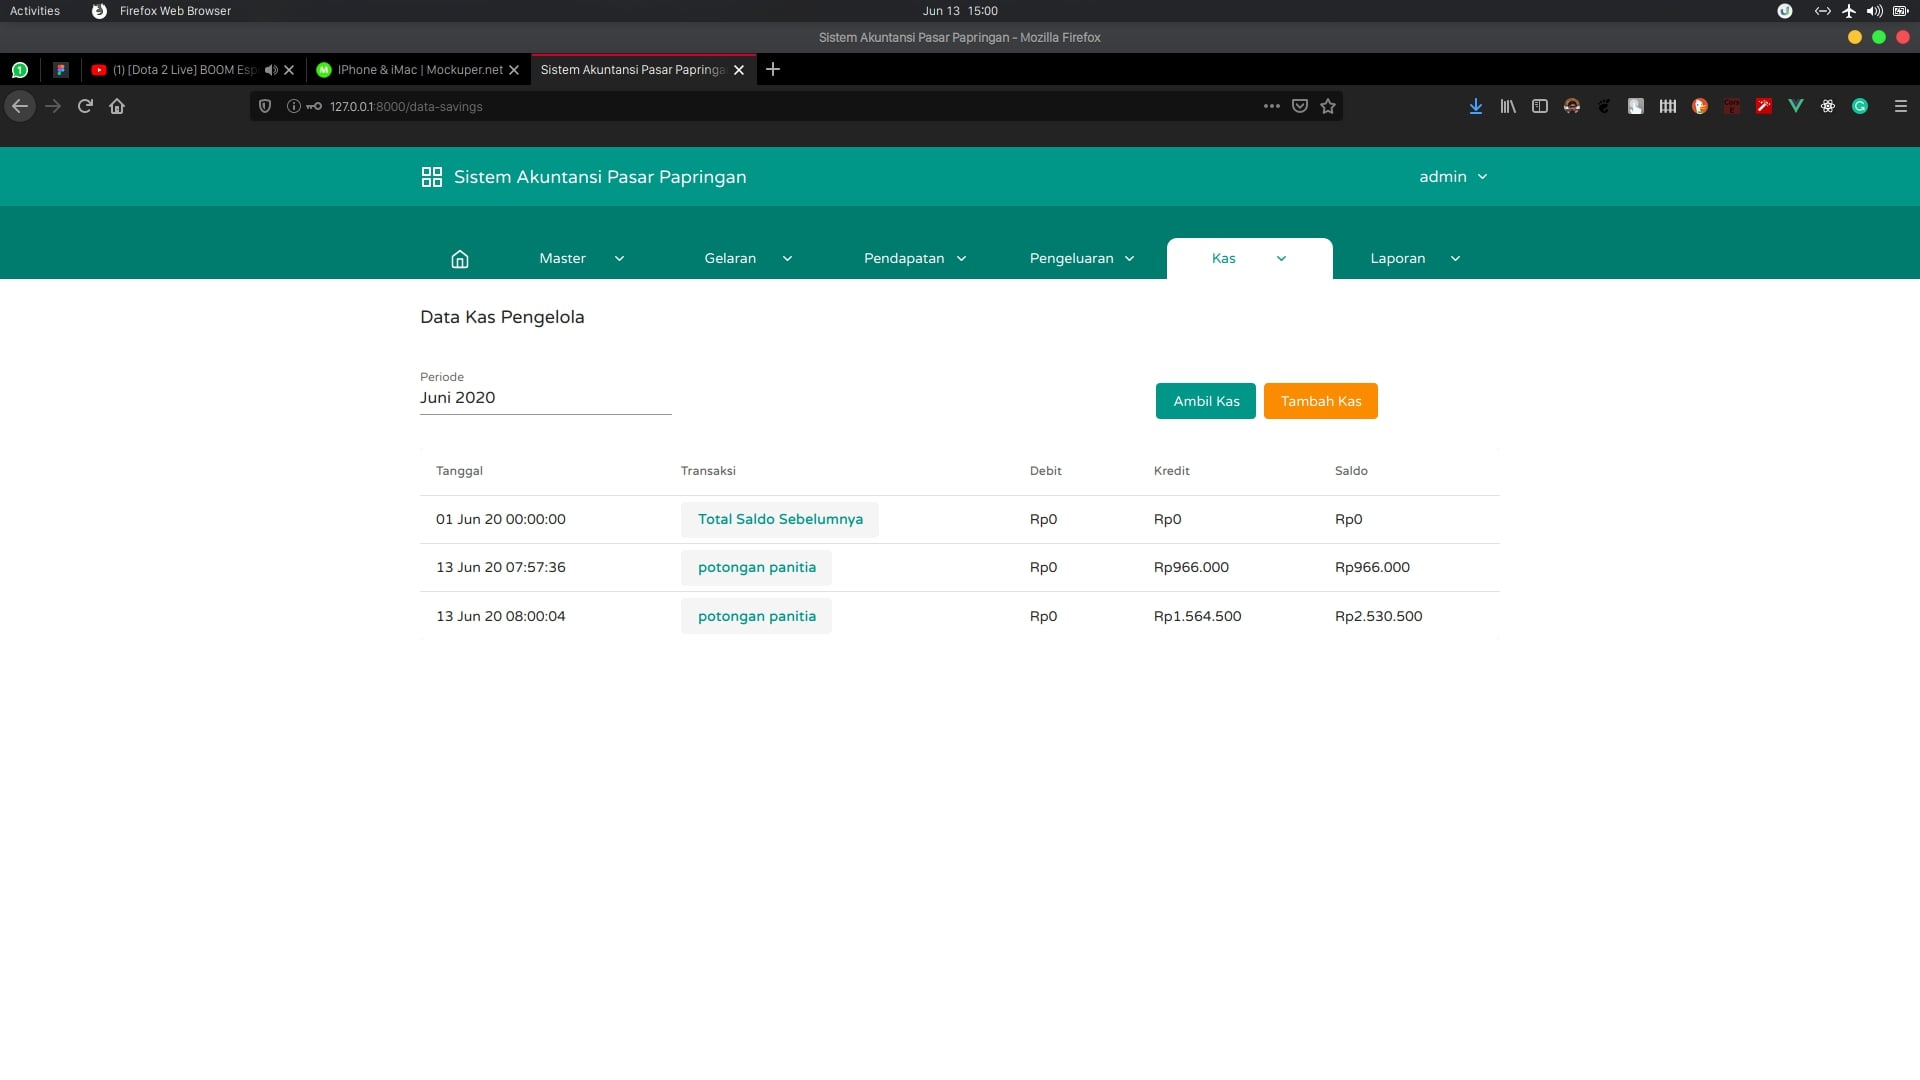 Activities Firefox Web Browser Jun 13 15:00
Sistem Akuntansi Pasar Papringan - Mozilla Firefox
(1) [Dota 2 Live] BOOM Esp IPhone & iMac | Mockuper.net Sistem Akuntansi Pasar Papringa
127.0.0.1:8000/data-savings
Sistem Akuntansi Pasar Papringan admin
Master Gelaran Pendapatan Pengeluaran Kas Laporan
Data Kas Pengelola
Periode
Juni 2020
Ambil Kas Tambah Kas
Tanggal Transaksi Debit Kredit Saldo
01 Jun 20 00:00:00 Total Saldo Sebelumnya Rp0 Rp0 Rp0
13 Jun 20 07:57:36 potongan panitia Rp0 Rp966.000 Rp966.000
13 Jun 20 08:00:04 potongan panitia Rp0 Rp1.564.500 Rp2.530.500